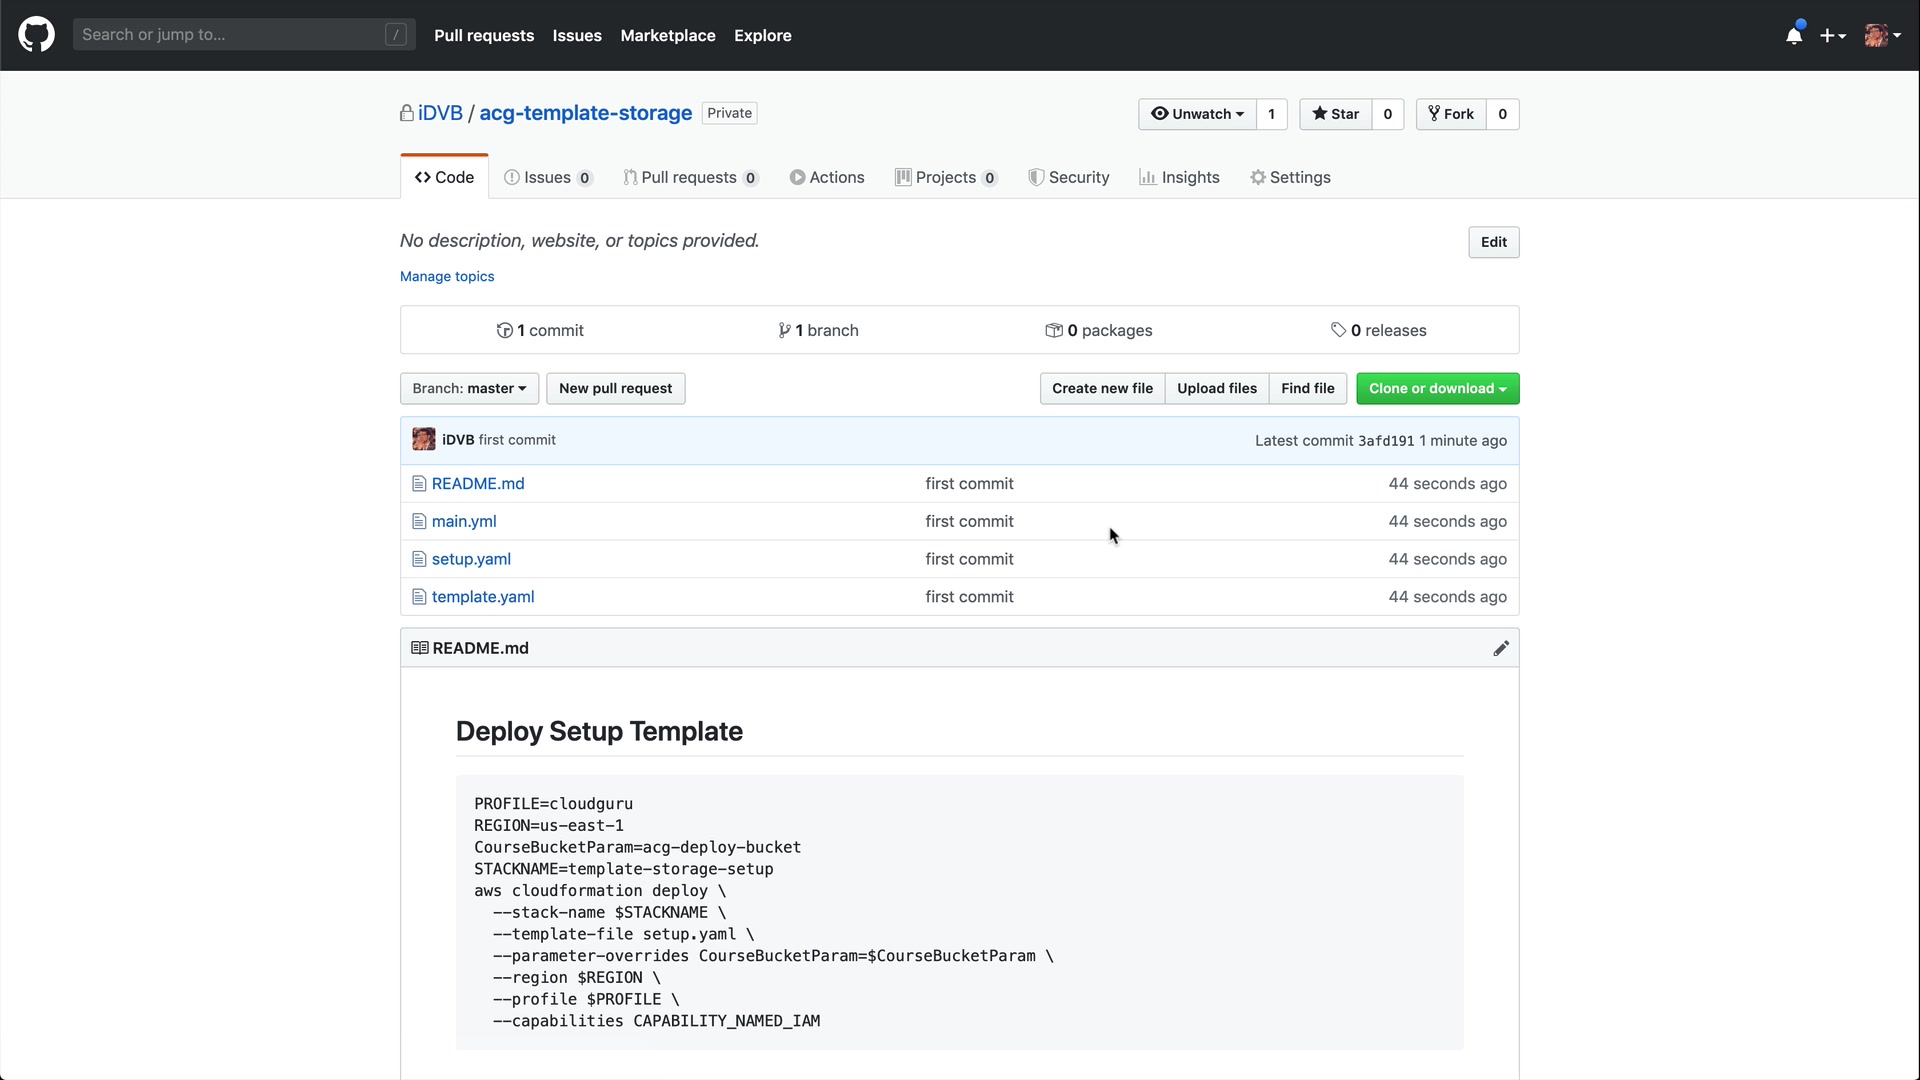 Search or jump to... /
Pull requests Issues Marketplace Explore
iDVB / acg-template-storage Private
Unwatch 1 Star 0 Fork 0
Code Issues 0 Pull requests 0 Actions Projects 0 Security Insights Settings
No description, website, or topics provided.
Edit
Manage topics
1 commit 1 branch 0 packages 0 releases
Branch: master New pull request Create new file Upload files Find file Clone or download
iDVB first commit Latest commit 3afd191 1 minute ago
README.md first commit 44 seconds ago
main.yml first commit 44 seconds ago
setup.yaml first commit 44 seconds ago
template.yaml first commit 44 seconds ago
README.md
Deploy Setup Template
PROFILE=cloudguru
REGION=us-east-1
CourseBucketParam=acg-deploy-bucket
STACKNAME=template-storage-setup
aws cloudformation deploy \
--stack-name $STACKNAME \
--template-file setup.yaml \
--parameter-overrides CourseBucketParam=$CourseBucketParam \
--region $REGION \
--profile $PROFILE \
--capabilities CAPABILITY_NAMED_IAM